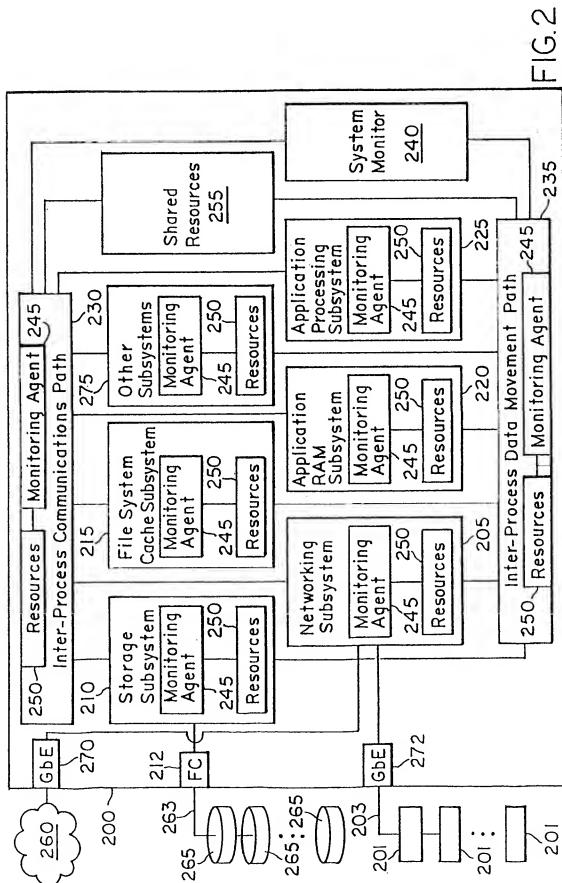 FIG. 2
Resources
Monitoring Agent
245
250
Inter-Process Communications Path
230
Shared
Resources
255
System
Monitor
240
210
Storage
Subsystem
Monitoring
Agent
250
245
Resources
215
File System
Cache Subsystem
Monitoring
Agent
250
245
Resources
275
Other
Subsystems
Monitoring
Agent
250
245
Resources
Networking
Subsystem
Monitoring
Agent
250
245
Resources
205
Application
RAM Subsystem
Monitoring
Agent
250
245
Resources
220
Application
Processing
Subsystem
Monitoring
Agent
250
245
Resources
225
Inter-Process Data Movement Path
235
250
Resources
Monitoring Agent
245
260
GbE
270
200
FC
212
263
265
265
265
GbE
272
203
201
201
201